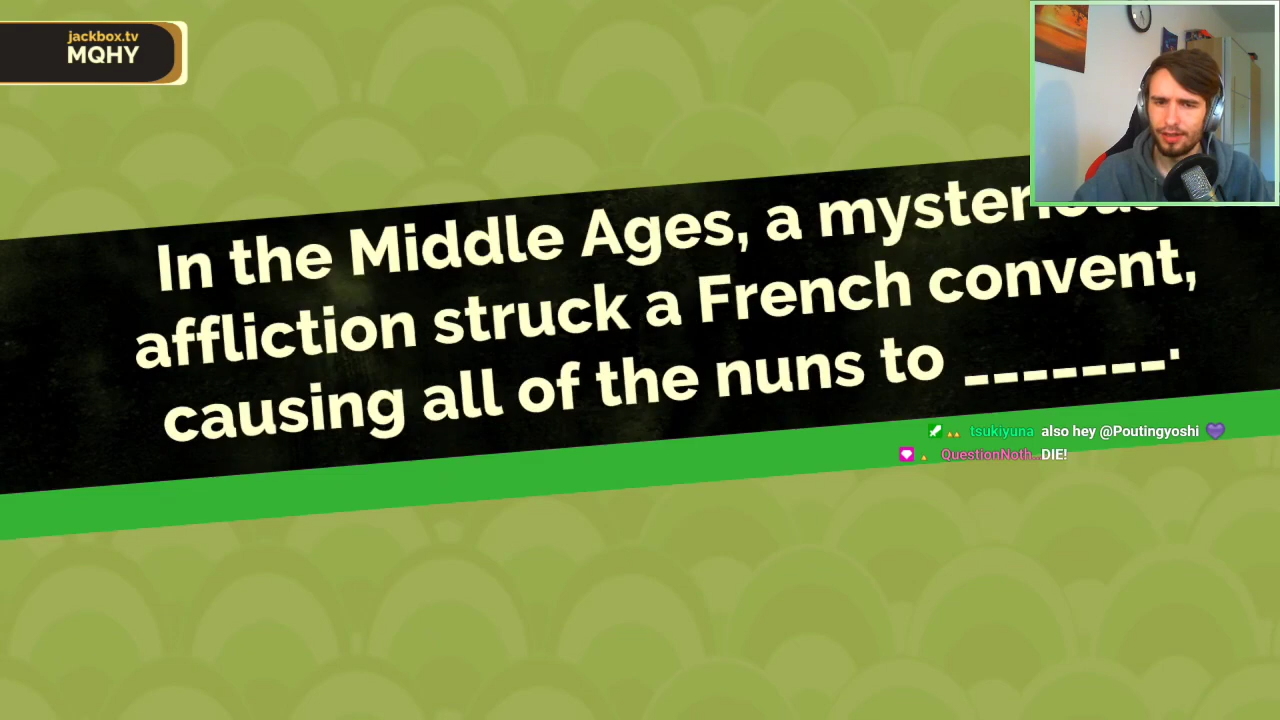 jackbox.tv
MQHY
In the Middle Ages, a
affliction struck a French convent,
causing all of the nuns to _______.
tsukiyuna also hey @Poutingyoshi
QuestionNoth... DIE!